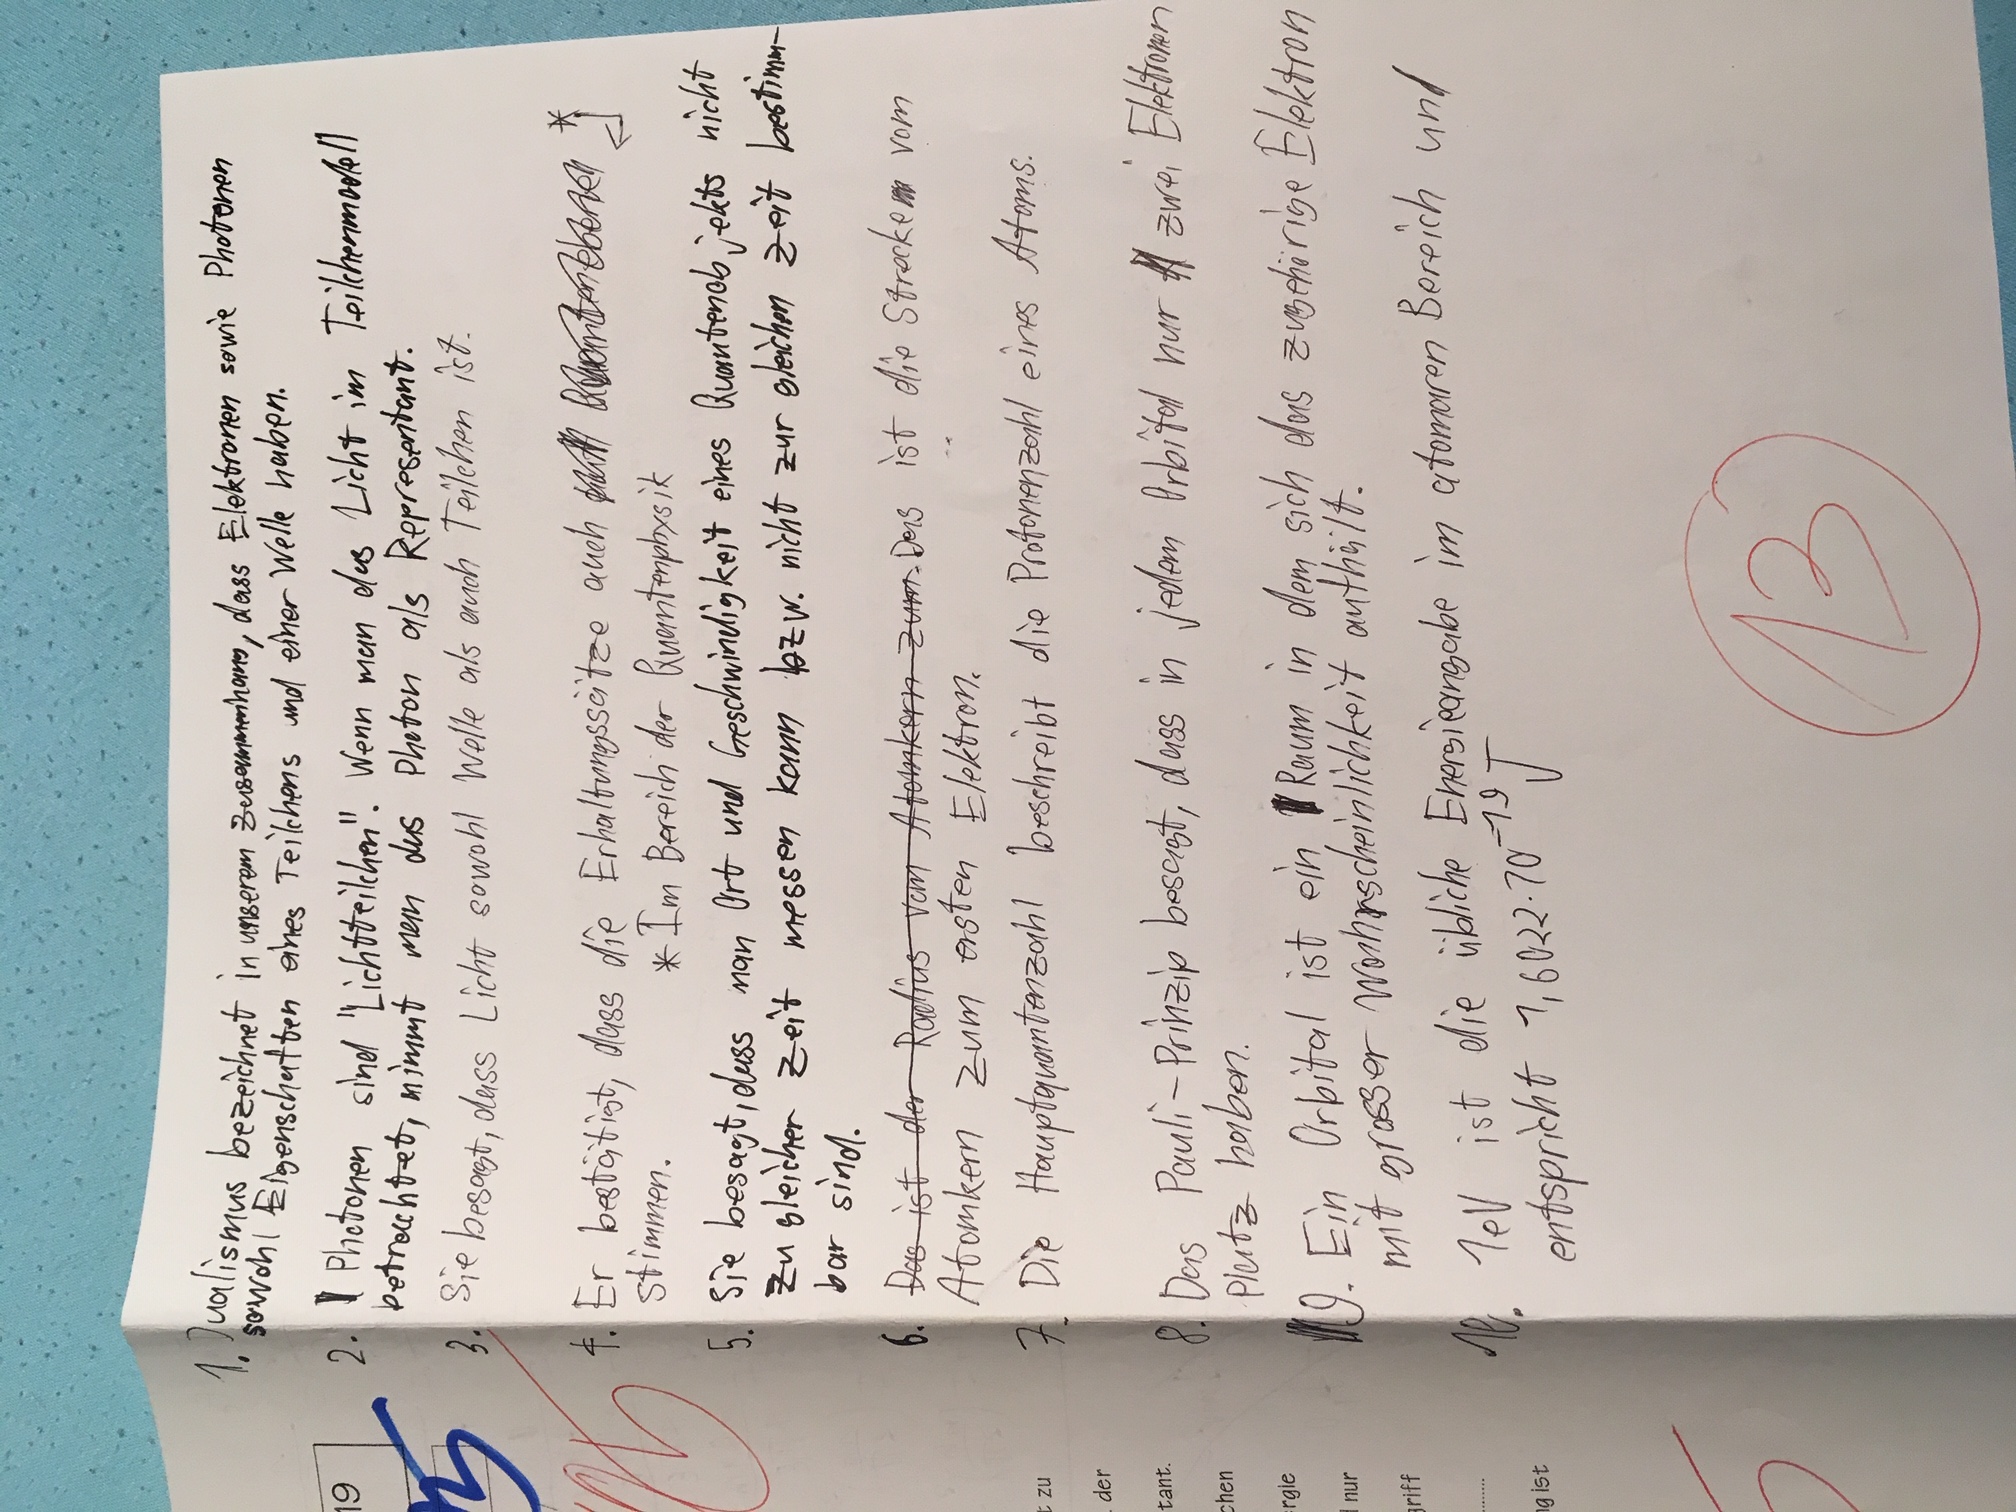 1. Dualismus bezeichnet in unserem Zusammenhang, dass Elektronen sowie Photonen
sowohl Eigenschaften eines Teilchens und einer Welle haben.
19
2. Photonen sind "Lichtteilchen". Wenn man das Licht im Teilchenmodell
betrachtet, nimmt man das Photon als Representant.
3. Sie besagt, dass Licht sowohl Welle als auch Teilchen ist.
4. Er bestätigt, dass die Erhaltungssätze auch Quantenebenen *
stimmen. * Im Bereich der Quantenphysik
5. Sie besagt, dass man Ort und Geschwindigkeit eines Quantenobjekts nicht
zu gleicher Zeit messen kann bzw. nicht zur gleichen Zeit bestimm-
bar sind.
6. Das ist der Radius vom Atomkern zum. Das ist die Strecke vom
Atomkern zum ersten Elektron.
7. Die Hauptquantenzahl beschreibt die Protonenzahl eines Atoms.
t zu
der
tant.
8. Das Pauli-Prinzip besagt, dass in jedem Orbital nur zwei Elektronen
Platz haben.
chen
rgie
nur
griff
ng ist
9. Ein Orbital ist ein Raum in dem sich das zugehörige Elektron
mit grosser Wahrscheinlichkeit aufhält.
10. 1eV ist die übliche Energieangabe im atomaren Bereich und
entspricht 1,6022·10⁻¹⁹ J
13